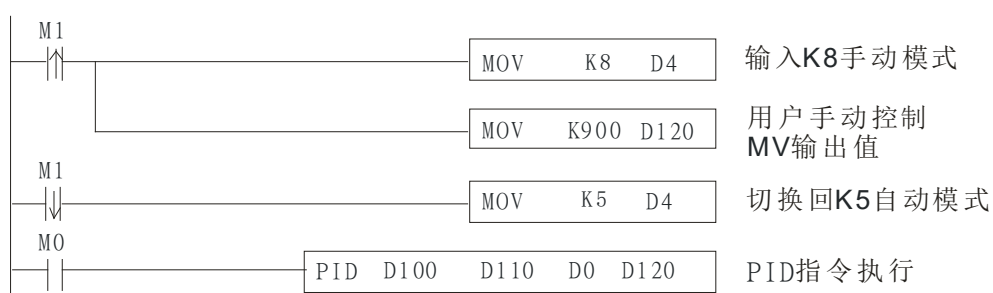 M1
MOV K8 D4 输入K8手动模式
MOV K900 D120 用户手动控制
MV输出值
M1
MOV K5 D4 切换回K5自动模式
M0
PID D100 D110 D0 D120 PID指令执行